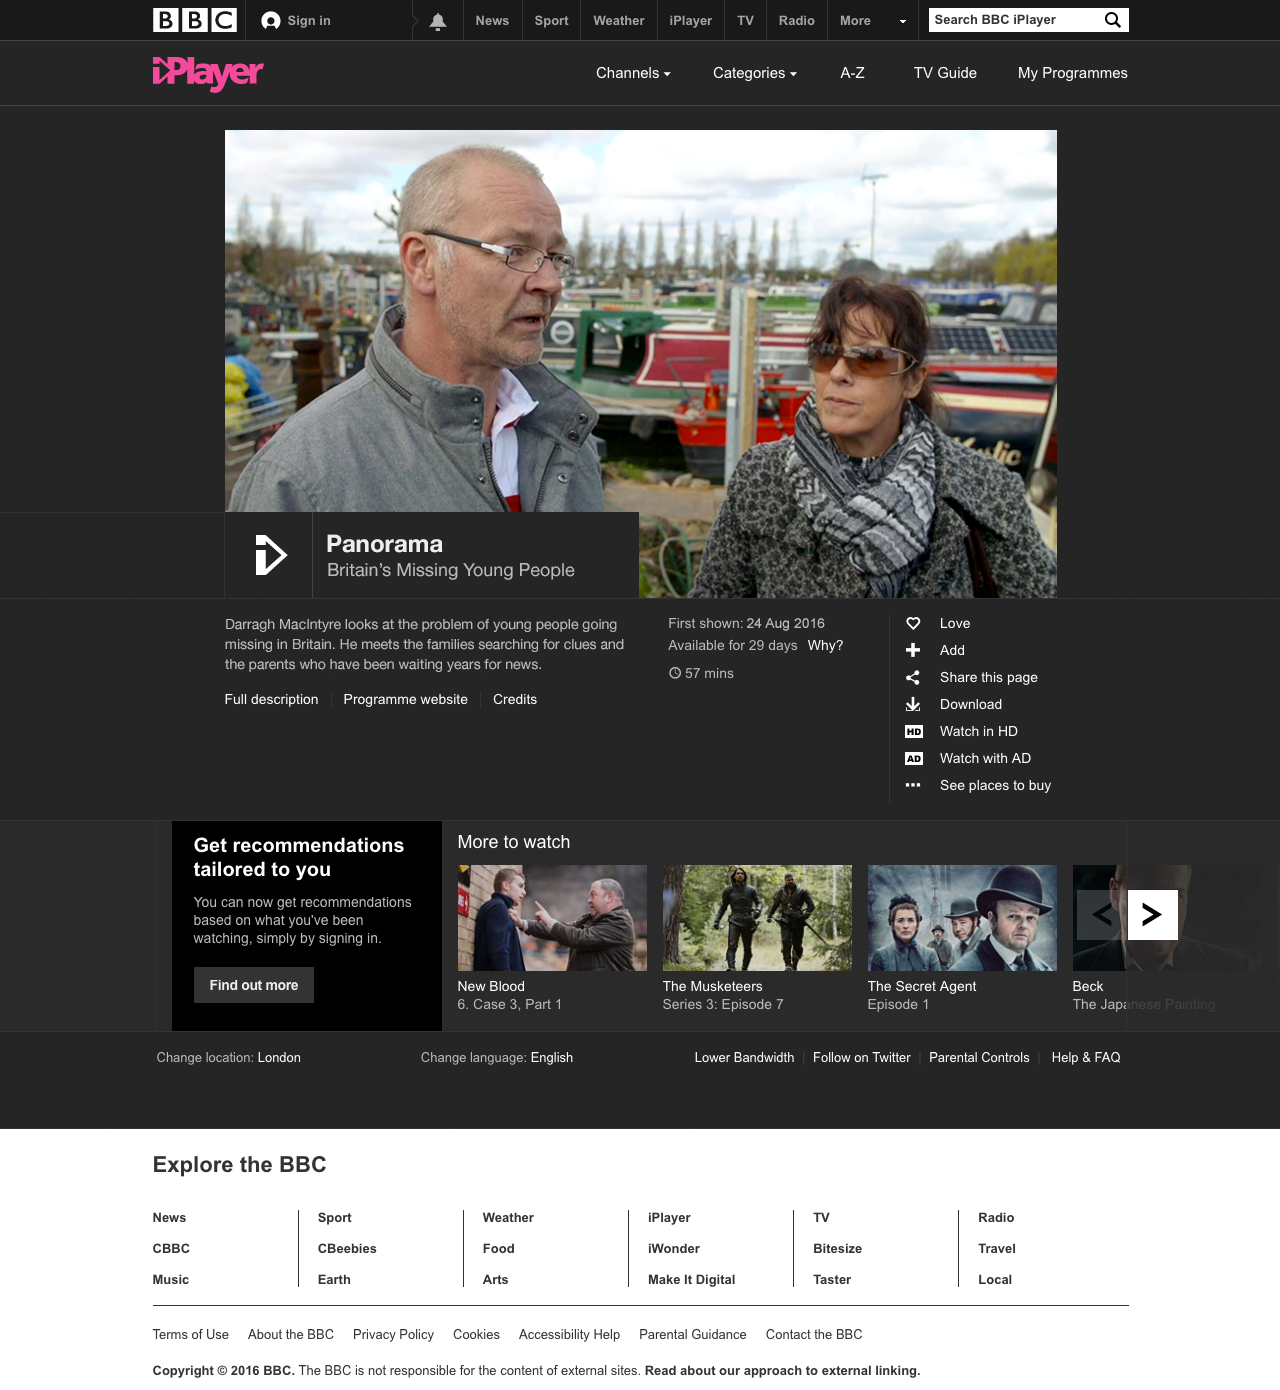 BBC
Sign in
News
Sport
Weather
iPlayer
TV
Radio
More
Search BBC iPlayer
iPlayer
Channels
Categories
A-Z
TV Guide
My Programmes
Panorama
Britain's Missing Young People
Darragh MacIntyre looks at the problem of young people going
missing in Britain. He meets the families searching for clues and
the parents who have been waiting years for news.
Full description
Programme website
Credits
First shown: 24 Aug 2016
Available for 29 days Why?
57 mins
Love
Add
Share this page
Download
HD Watch in HD
AD Watch with AD
See places to buy
Get recommendations
tailored to you
You can now get recommendations
based on what you've been
watching, simply by signing in.
Find out more
More to watch
New Blood
6. Case 3, Part 1
The Musketeers
Series 3: Episode 7
The Secret Agent
Episode 1
Beck
The Japanese Painting
Change location: London
Change language: English
Lower Bandwidth
Follow on Twitter
Parental Controls
Help & FAQ
Explore the BBC
News
Sport
Weather
iPlayer
TV
Radio
CBBC
CBeebies
Food
iWonder
Bitesize
Travel
Music
Earth
Arts
Make It Digital
Taster
Local
Terms of Use
About the BBC
Privacy Policy
Cookies
Accessibility Help
Parental Guidance
Contact the BBC
Copyright © 2016 BBC. The BBC is not responsible for the content of external sites. Read about our approach to external linking.